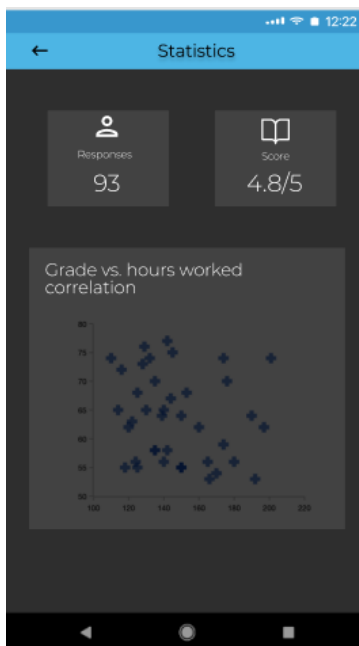 12:22
Statistics
Responses
93
Score
4.8/5
Grade vs. hours worked
correlation
80
75
70
65
60
55
50
100 120 140 160 180 200 220